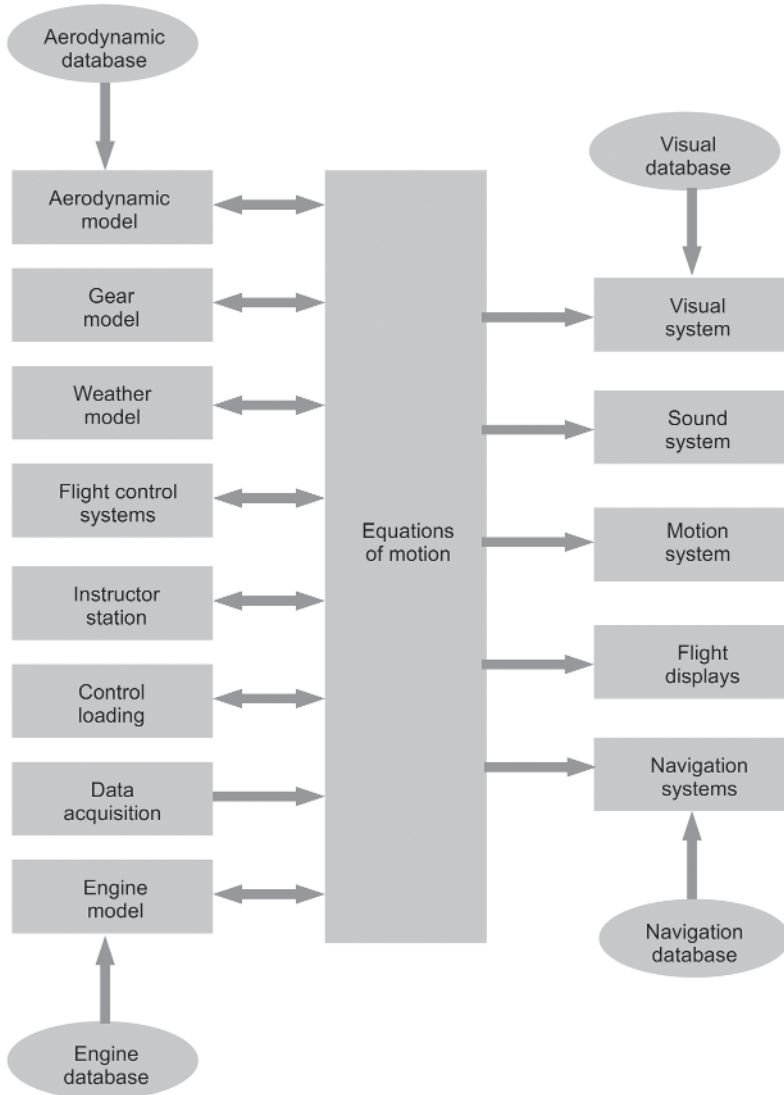 Aerodynamic
database
Aerodynamic
model
Gear
model
Weather
model
Flight control
systems
Instructor
station
Control
loading
Data
acquisition
Engine
model
Engine
database
Equations
of motion
Visual
database
Visual
system
Sound
system
Motion
system
Flight
displays
Navigation
systems
Navigation
database